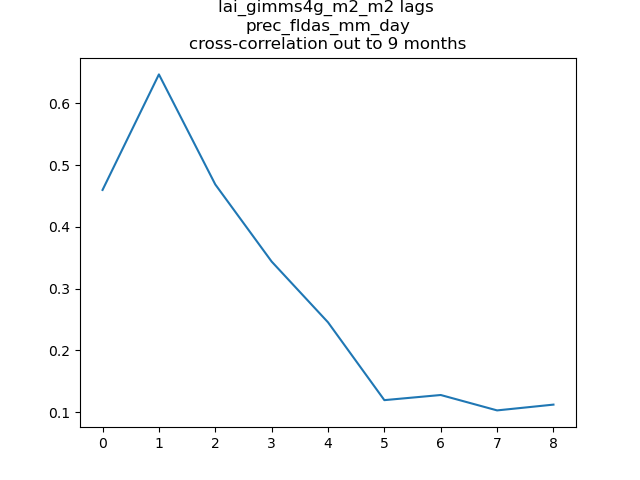 lai_gimms4g_m2_m2 lags
prec_fldas_mm_day
cross-correlation out to 9 months
0.6
0.5
0.4
0.3
0.2
0.1
0 1 2 3 4 5 6 7 8